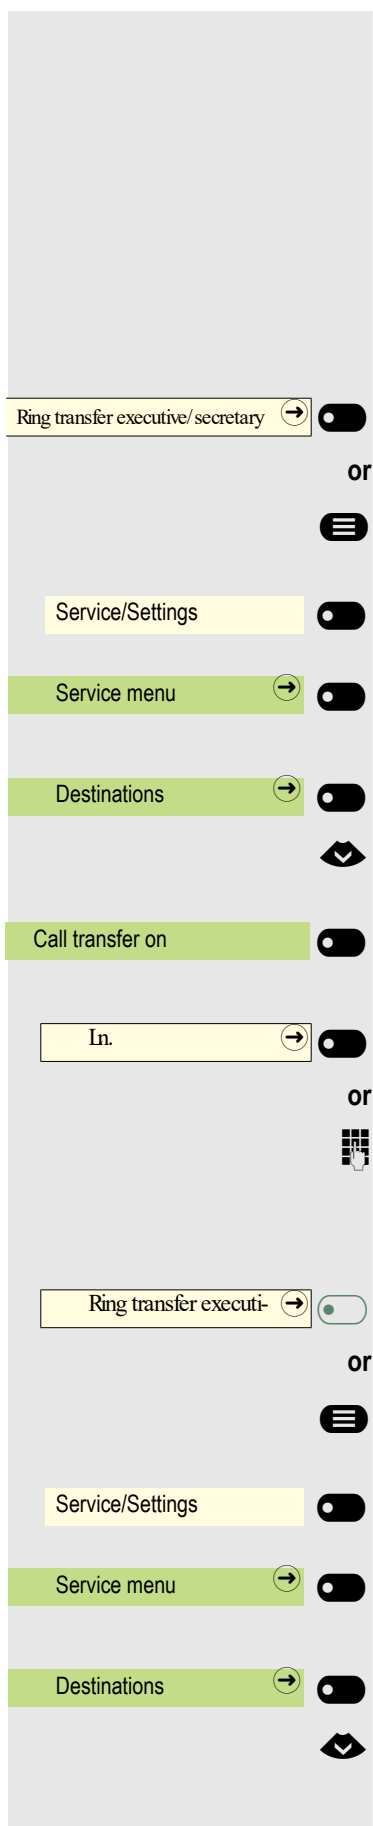 Ring transfer executive/secretary
or
Service/Settings
Service menu
Destinations
Call transfer on
Ln.
or
Ring transfer executi-
or
Service/Settings
Service menu
Destinations